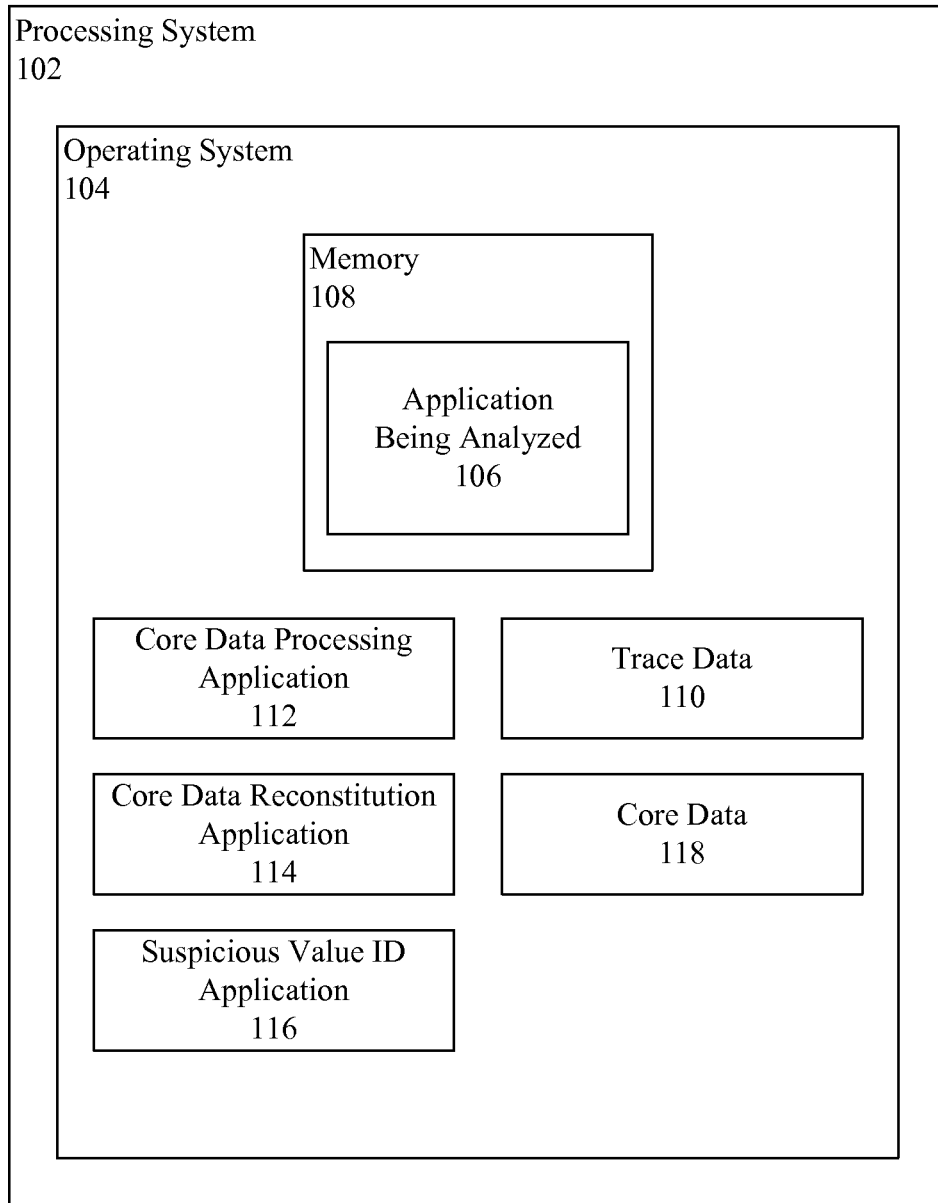 Processing System
102
Operating System
104
Memory
108
Application
Being Analyzed
106
Core Data Processing
Application
112
Trace Data
110
Core Data Reconstitution
Application
114
Core Data
118
Suspicious Value ID
Application
116